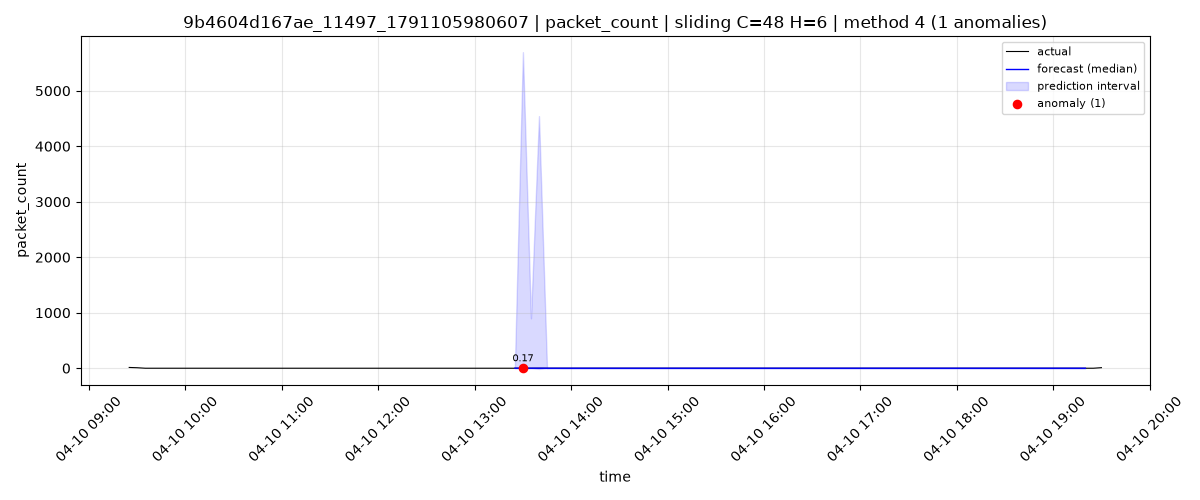 9b4604d167ae_11497_1791105980607 | packet_count | sliding C=48 H=6 | method 4 (1 anomalies)
actual
forecast (median)
prediction interval
anomaly (1)
packet_count
5000
4000
3000
2000
1000
0
0.17
04-10 09:00
04-10 10:00
04-10 11:00
04-10 12:00
04-10 13:00
04-10 14:00
04-10 15:00
04-10 16:00
04-10 17:00
04-10 18:00
04-10 19:00
04-10 20:00
time